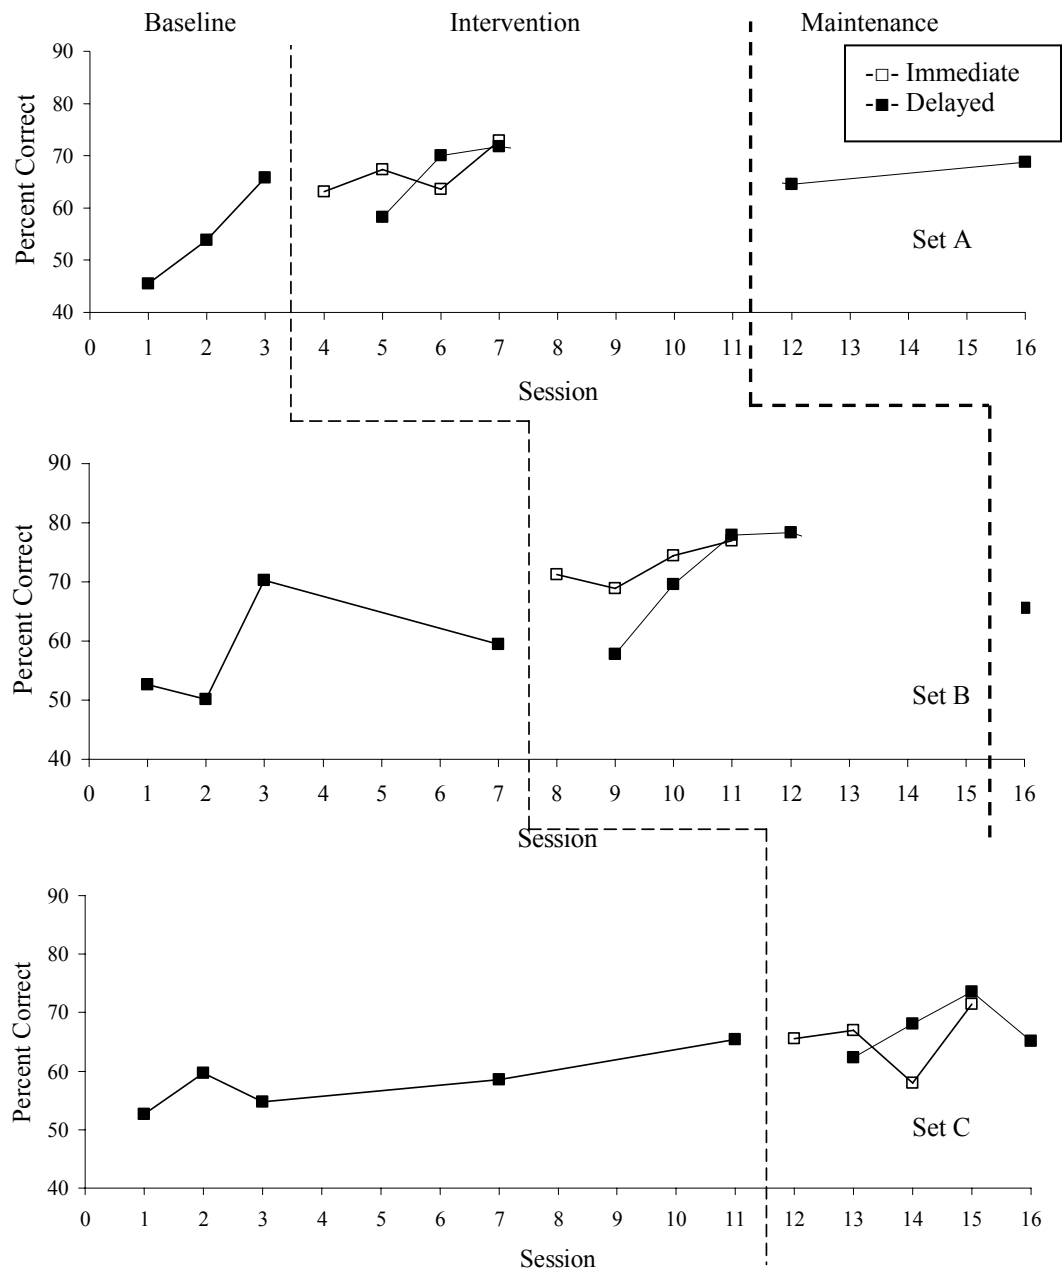 Baseline Intervention Maintenance
-□- Immediate
-■- Delayed
Percent Correct
90
80
70
60
50
40
0 1 2 3 4 5 6 7 8 9 10 11 12 13 14 15 16
Set A
Session
Percent Correct
90
80
70
60
50
40
0 1 2 3 4 5 6 7 8 9 10 11 12 13 14 15 16
Set B
Session
Percent Correct
90
80
70
60
50
40
0 1 2 3 4 5 6 7 8 9 10 11 12 13 14 15 16
Set C
Session